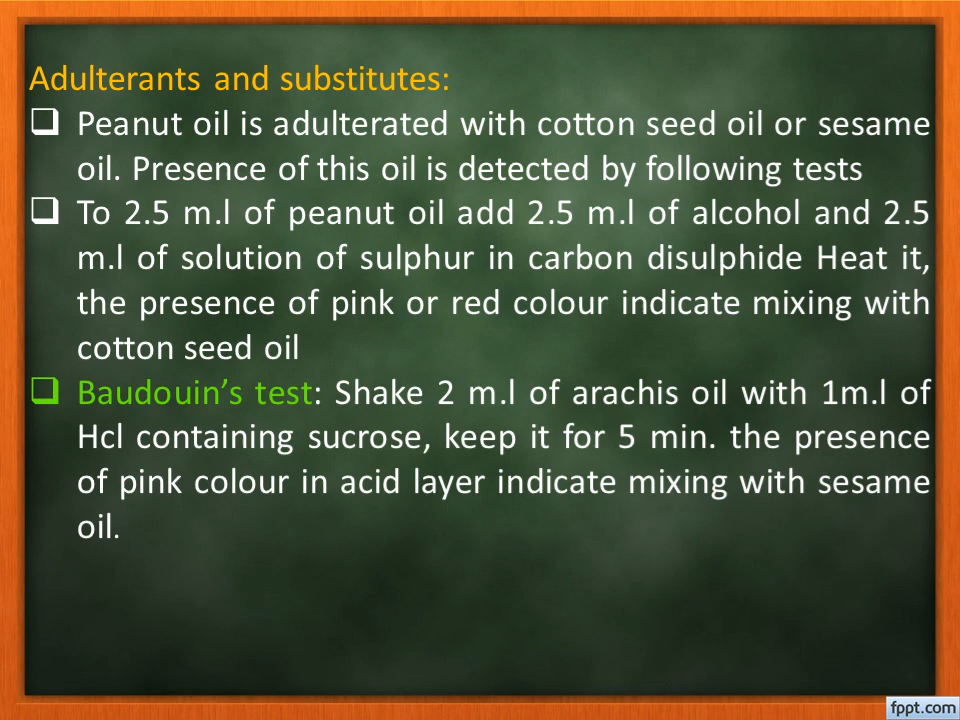 Adulterants and substitutes:
❑ Peanut oil is adulterated with cotton seed oil or sesame
oil. Presence of this oil is detected by following tests
❑ To 2.5 m.l of peanut oil add 2.5 m.l of alcohol and 2.5
m.l of solution of sulphur in carbon disulphide Heat it,
the presence of pink or red colour indicate mixing with
cotton seed oil
❑ Baudouin’s test: Shake 2 m.l of arachis oil with 1m.l of
Hcl containing sucrose, keep it for 5 min. the presence
of pink colour in acid layer indicate mixing with sesame
oil.
fppt.com